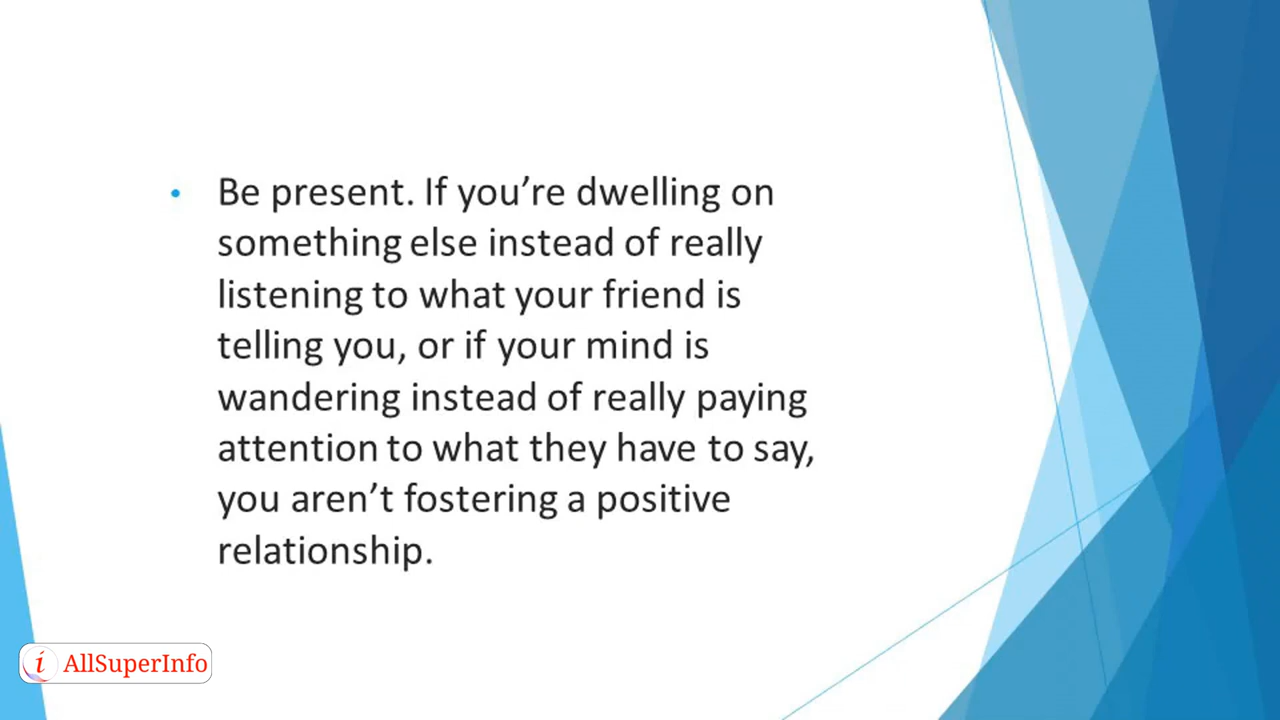 • Be present. If you’re dwelling on
something else instead of really
listening to what your friend is
telling you, or if your mind is
wandering instead of really paying
attention to what they have to say,
you aren’t fostering a positive
relationship.
i AllSuperInfo